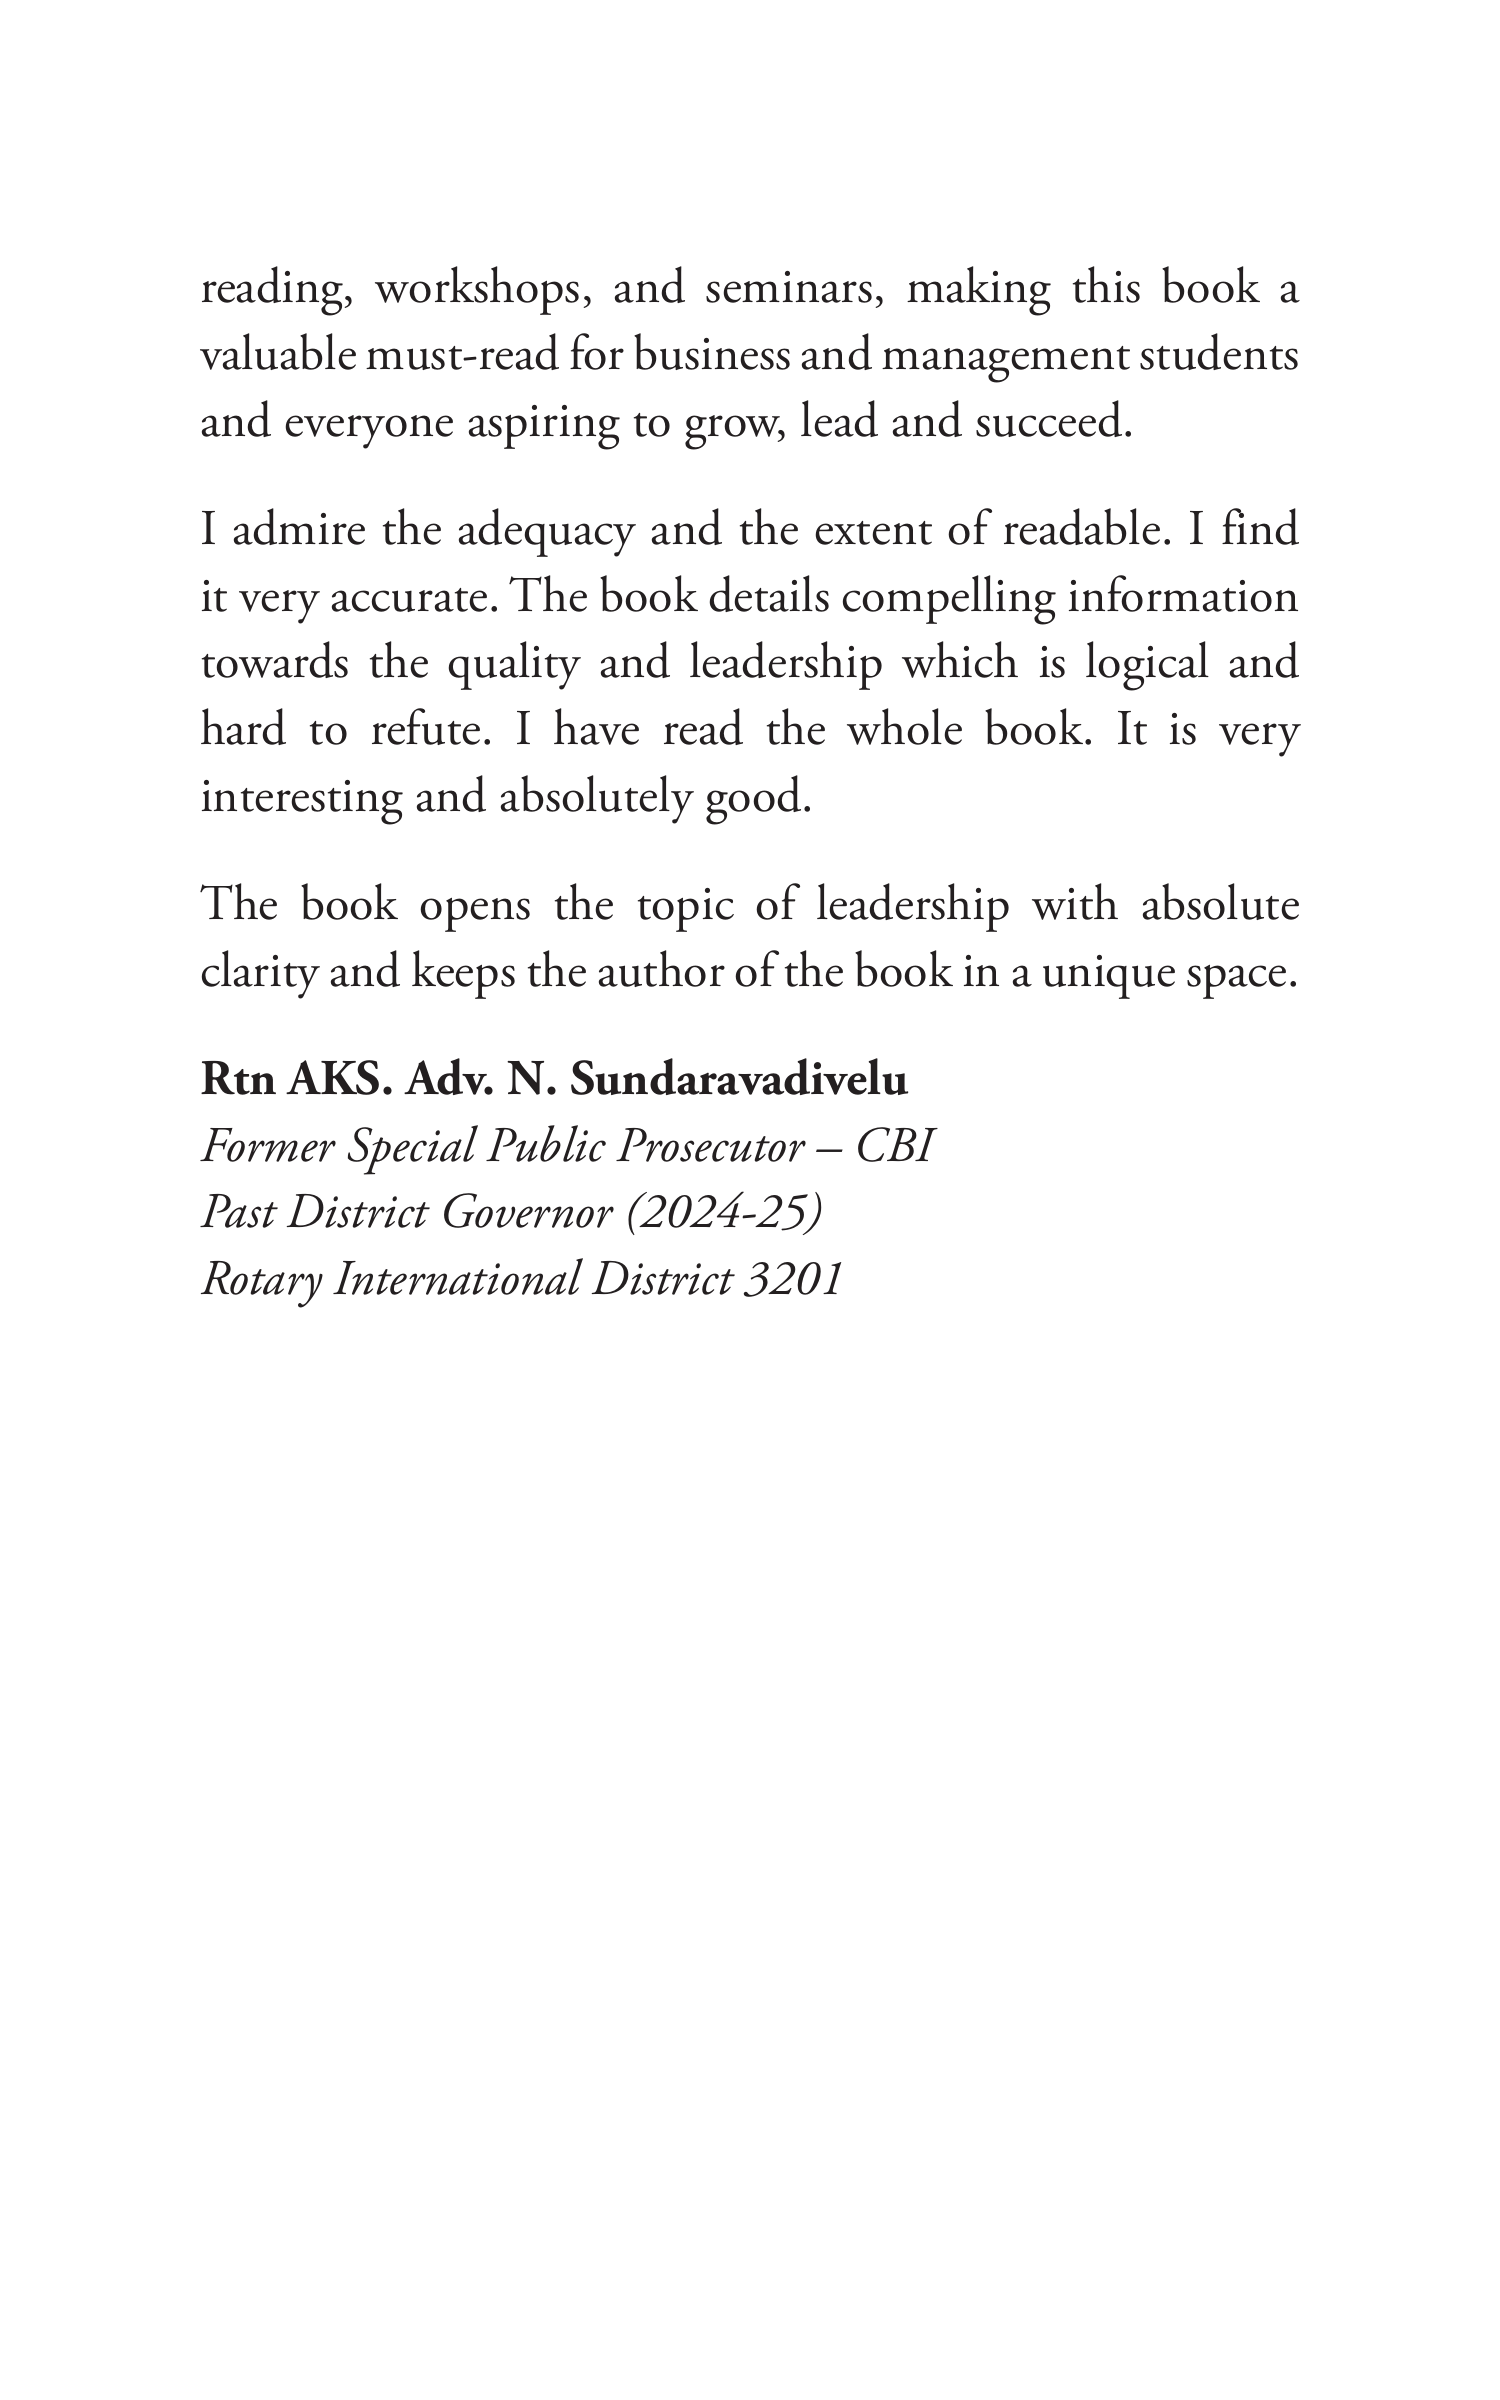 reading, workshops, and seminars, making this book a
valuable must-read for business and management students
and everyone aspiring to grow, lead and succeed.
I admire the adequacy and the extent of readable. I find
it very accurate. The book details compelling information
towards the quality and leadership which is logical and
hard to refute. I have read the whole book. It is very
interesting and absolutely good.
The book opens the topic of leadership with absolute
clarity and keeps the author of the book in a unique space.
Rtn AKS. Adv. N. Sundaravadivelu
Former Special Public Prosecutor – CBI
Past District Governor (2024-25)
Rotary International District 3201